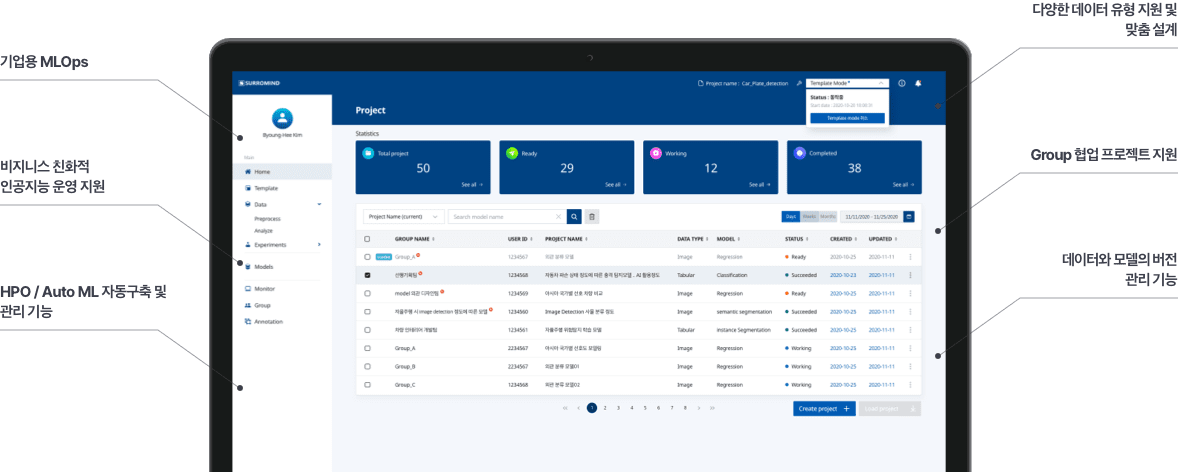 다양한 데이터 유형 지원 및
맞춤 설계
기업용 MLOps
비지니스 친화적
인공지능 운영 지원
HPO / Auto ML 자동구축 및
관리 기능
Group 협업 프로젝트 지원
데이터와 모델의 버전
관리 기능
SURROMIND
Project name : Car_Plate_detection
Template Mode
Status : 동작중
Start date : 2020-10-26 15:00:31
Template mode 취소
Byoung-Hee Kim
MAIN
Home
Template
Data
Preprocess
Analyze
Experiments
Models
Monitor
Group
Annotation
Project
Statistics
Total project
50
See all →
Ready
29
See all →
Working
12
See all →
Completed
38
See all →
Project Name (current)
Search model name
Days Weeks Months
11/11/2020 - 11/25/2020
GROUP NAME USER ID PROJECT NAME DATA TYPE MODEL STATUS CREATED UPDATED
Group_A 1234567 외관 분류 모델 Image Regression Ready 2020-10-25 2020-11-11
선행기획팀 1234568 자동차 파손 상태 정도에 따른 충격 탐지모델 . AI 활용정도 Tabular Classification Succeeded 2020-10-23 2020-11-11
model 외관 디자인팀 1234569 아시아 국가별 선호 차량 비교 Image Regression Ready 2020-10-25 2020-11-11
자율주행 시 image detection 정도에 따른 모델 1234560 Image Detection 사물 분류 정도 Image semantic segmentation Succeeded 2020-10-25 2020-11-11
차량 인테리어 개발팀 1234561 자율주행 위험탐지 학습 모델 Tabular Instance Segmentation Succeeded 2020-10-25 2020-11-11
Group_A 2234567 아시아 국가별 선호도 모델링 Image Regression Working 2020-10-25 2020-11-11
Group_B 2234567 외관 분류 모델01 Image Regression Working 2020-10-25 2020-11-11
Group_C 1234568 외관 분류 모델02 Image Regression Working 2020-10-25 2020-11-11
1 2 3 4 5 6 7 8
Create project +
Load project